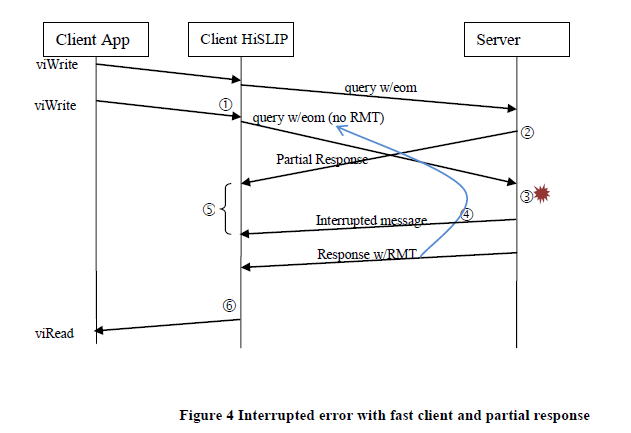 Client App
Client HiSLIP
Server
viWrite
query w/eom
viWrite
①
query w/eom (no RMT)
②
Partial Response
③
⑤
④
Interrupted message
Response w/RMT
⑥
viRead
Figure 4 Interrupted error with fast client and partial response